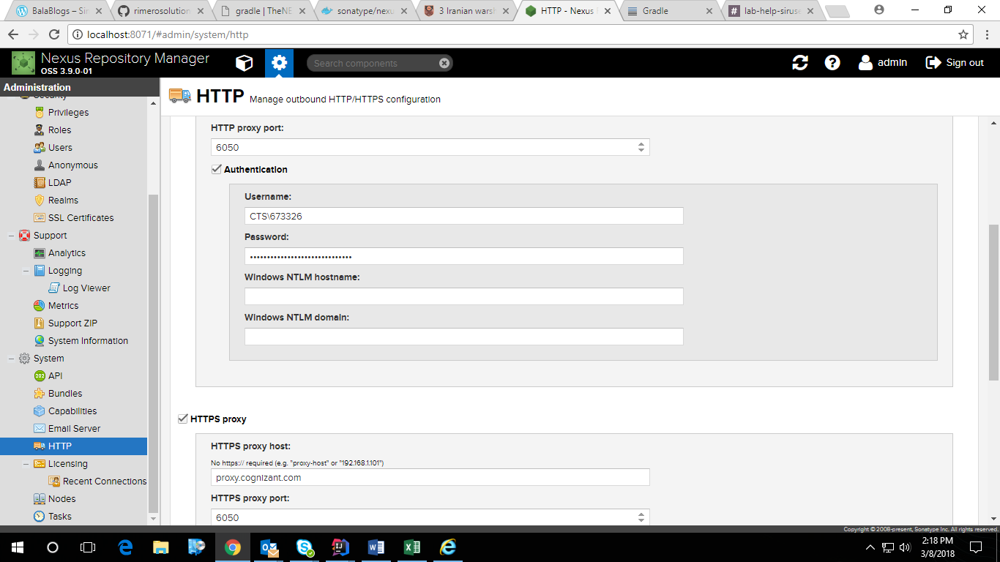 BalaBlogs – Sin
rimerosolution
gradle | TheNE
sonatype/nexu
3 Iranian warsh
HTTP - Nexus
Gradle
lab-help-siruse
localhost:8071/#admin/system/http
Nexus Repository Manager
OSS 3.9.0-01
Search components
admin
Sign out
Administration
HTTP Manage outbound HTTP/HTTPS configuration
Security
Privileges
Roles
Users
Anonymous
LDAP
Realms
SSL Certificates
Support
Analytics
Logging
Log Viewer
Metrics
Support ZIP
System Information
System
API
Bundles
Capabilities
Email Server
HTTP
Licensing
Recent Connections
Nodes
Tasks
HTTP proxy port:
6050
Authentication
Username:
CTS\673326
Password:
••••••••••••••••••••••••••••••
Windows NTLM hostname:
Windows NTLM domain:
HTTPS proxy
HTTPS proxy host:
No https:// required (e.g. "proxy-host" or "192.168.1.101")
proxy.cognizant.com
HTTPS proxy port:
6050
Copyright © 2008-present, Sonatype Inc. All rights reserved.
2:18 PM
3/8/2018